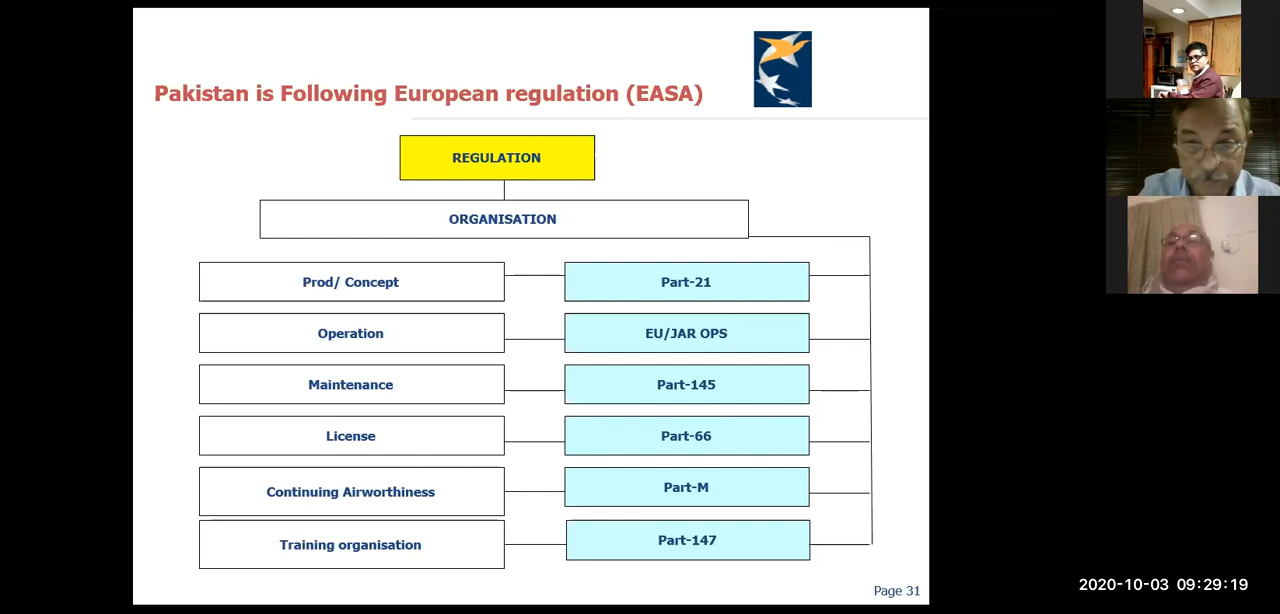 Pakistan is Following European regulation (EASA)
REGULATION
ORGANISATION
Prod/ Concept
Part-21
Operation
EU/JAR OPS
Maintenance
Part-145
License
Part-66
Continuing Airworthiness
Part-M
Training organisation
Part-147
Page 31
2020-10-03 09:29:19